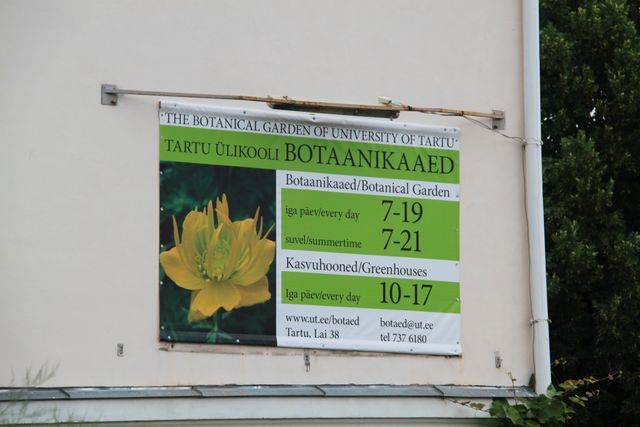 THE BOTANICAL GARDEN OF UNIVERSITY OF TARTU
TARTU ÜLIKOOLI BOTAANIKAAED
Botaanikaaed/Botanical Garden
iga päev/every day 7-19
suvel/summertime 7-21
Kasvuhooned/Greenhouses
Iga päev/every day 10-17
www.ut.ee/botaed botaed@ut.ee
Tartu, Lai 38 tel 737 6180